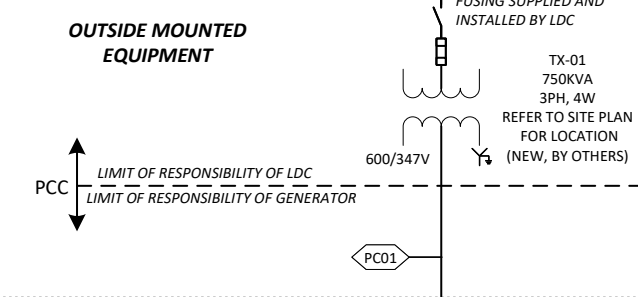 FUSING SUPPLIED AND
INSTALLED BY LDC
OUTSIDE MOUNTED
EQUIPMENT
TX-01
750KVA
3PH, 4W
REFER TO SITE PLAN
FOR LOCATION
(NEW, BY OTHERS)
600/347V
LIMIT OF RESPONSIBILITY OF LDC
PCC
LIMIT OF RESPONSIBILITY OF GENERATOR
PC01